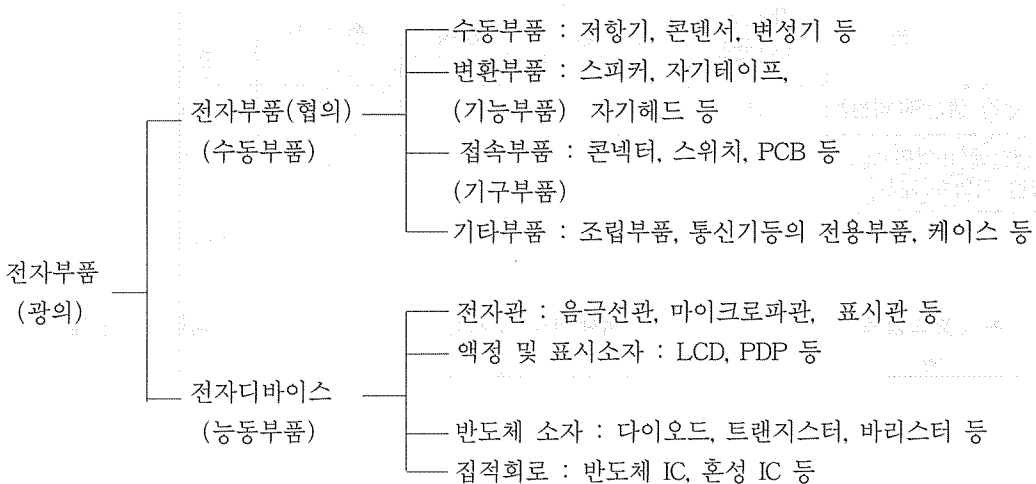 수동부품 : 저항기, 콘덴서, 변성기 등
변환부품 : 스피커, 자기테이프,
전자부품(협의)
(기능부품) 자기헤드 등
(수동부품)
접속부품 : 콘넥터, 스위치, PCB 등
(기구부품)
기타부품 : 조립부품, 통신기등의 전용부품, 케이스 등
전자부품
(광의)
전자관 : 음극선관, 마이크로파관, 표시관 등
액정 및 표시소자 : LCD, PDP 등
전자디바이스
(능동부품)
반도체 소자 : 다이오드, 트랜지스터, 바리스터 등
집적회로 : 반도체 IC, 혼성 IC 등